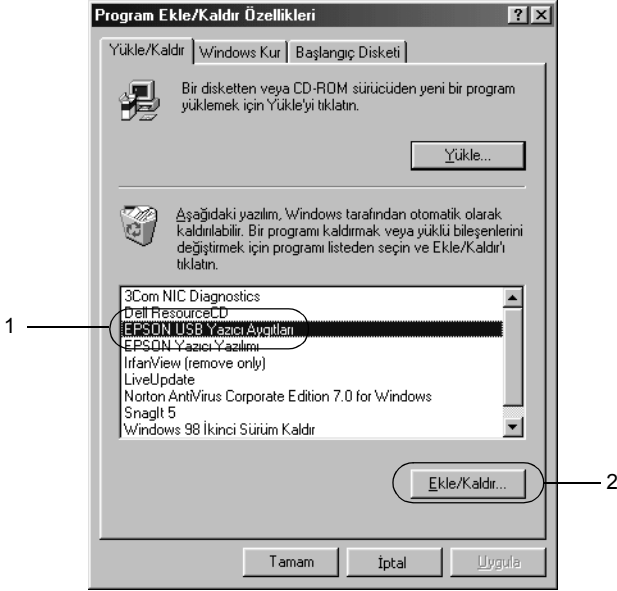 Program Ekle/Kaldır Özellikleri
Yükle/Kaldır Windows Kur Başlangıç Disketi
Bir disketten veya CD-ROM sürücüden yeni bir program
yüklemek için Yükle'yi tıklatın.
Yükle...
Aşağıdaki yazılım, Windows tarafından otomatik olarak
kaldırılabilir. Bir programı kaldırmak veya yüklü bileşenlerini
değiştirmek için programı listeden seçin ve Ekle/Kaldır'ı
tıklatın.
3Com NIC Diagnostics
Dell ResourceCD
1
EPSON USB Yazıcı Aygıtları
EPSON Yazıcı Yazılımı
IrfanView (remove only)
LiveUpdate
Norton AntiVirus Corporate Edition 7.0 for Windows
SnagIt 5
Windows 98 İkinci Sürüm Kaldır
Ekle/Kaldır...
2
Tamam İptal Uygula